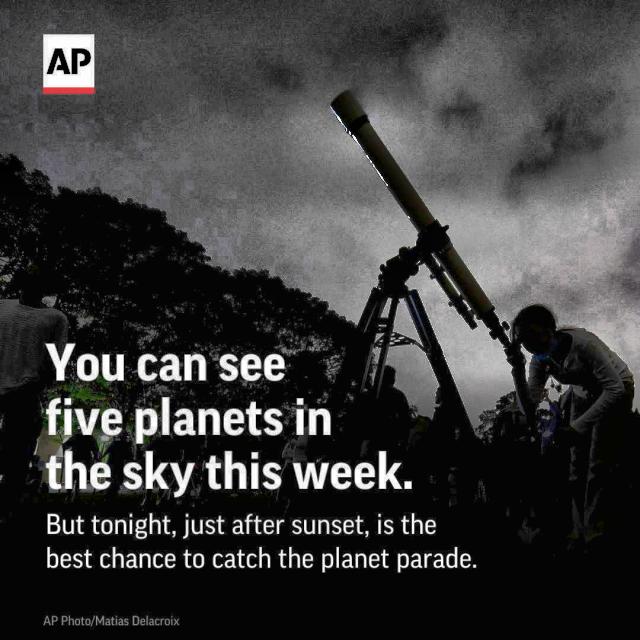 AP
You can see
five planets in
the sky this week.
But tonight, just after sunset, is the
best chance to catch the planet parade.
AP Photo/Matias Delacroix